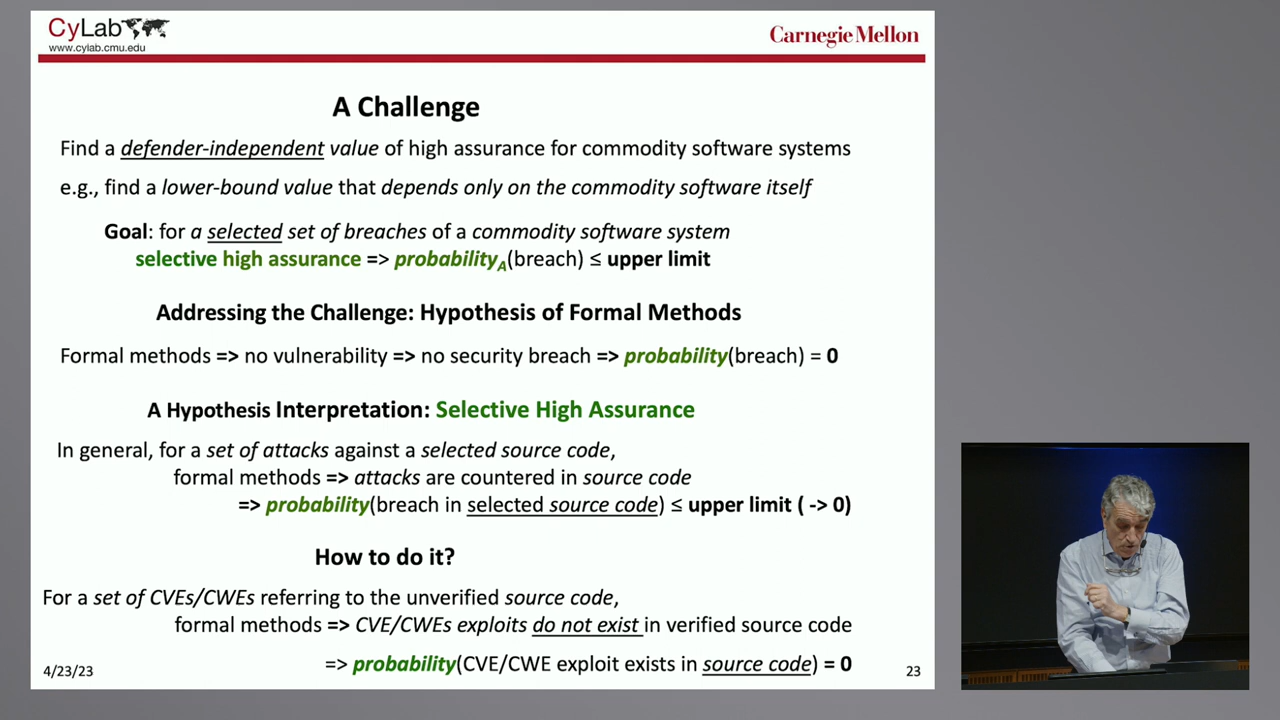 CyLab
www.cylab.cmu.edu
Carnegie Mellon
A Challenge
Find a defender-independent value of high assurance for commodity software systems
e.g., find a lower-bound value that depends only on the commodity software itself
Goal: for a selected set of breaches of a commodity software system
selective high assurance => probabilityA(breach) ≤ upper limit
Addressing the Challenge: Hypothesis of Formal Methods
Formal methods => no vulnerability => no security breach => probability(breach) = 0
A Hypothesis Interpretation: Selective High Assurance
In general, for a set of attacks against a selected source code,
formal methods => attacks are countered in source code
=> probability(breach in selected source code) ≤ upper limit ( -> 0)
How to do it?
For a set of CVEs/CWEs referring to the unverified source code,
formal methods => CVE/CWEs exploits do not exist in verified source code
=> probability(CVE/CWE exploit exists in source code) = 0
4/23/23
23